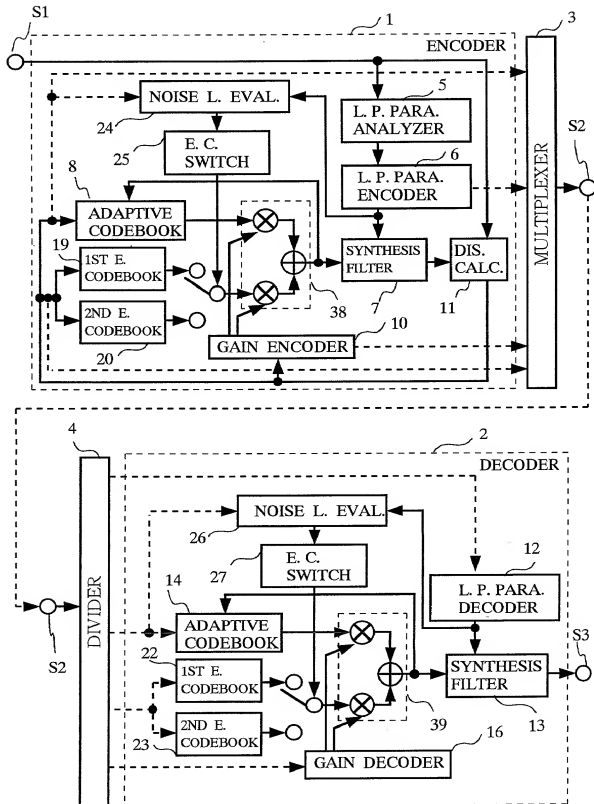 S1
1
3
ENCODER
NOISE L. EVAL.
24
5
L. P. PARA.
ANALYZER
S2
25
E. C.
SWITCH
6
L. P. PARA.
ENCODER
MULTIPLEXER
8
ADAPTIVE
CODEBOOK
19
1ST E.
CODEBOOK
SYNTHESIS
FILTER
7
DIS.
CALC.
11
38
2ND E.
CODEBOOK
20
10
GAIN ENCODER
4
2
DECODER
NOISE L. EVAL.
26
12
27
E. C.
SWITCH
L. P. PARA.
DECODER
S2
DIVIDER
14
ADAPTIVE
CODEBOOK
S3
22
1ST E.
CODEBOOK
SYNTHESIS
FILTER
13
39
2ND E.
CODEBOOK
23
16
GAIN DECODER